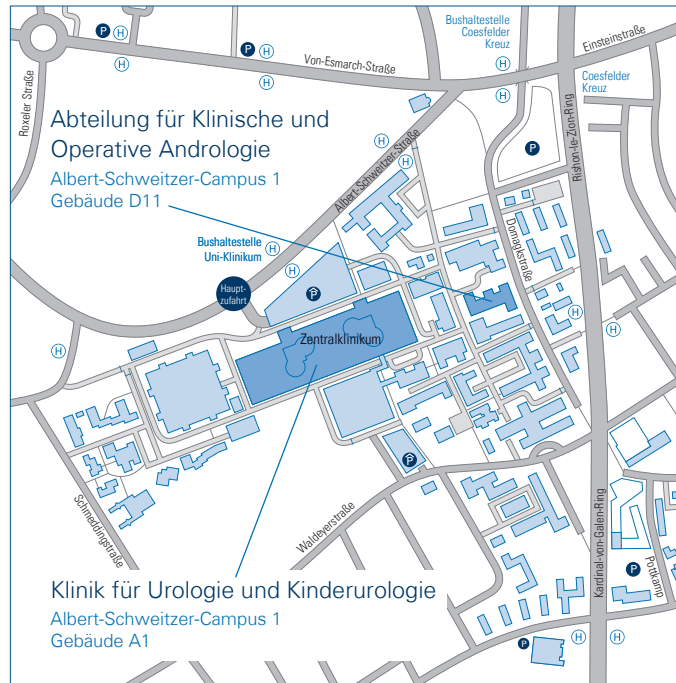 P
H
H
P
H
H
Bushaltestelle
Coesfelder
Kreuz
H
H
Von-Esmarch-Straße
Einsteinstraße
Coesfelder
Kreuz
Roxeler Straße
Rishon-le-Zion-Ring
P
Abteilung für Klinische und
Operative Andrologie
Albert-Schweitzer-Campus 1
Gebäude D11
Albert-Schweitzer-Straße
H
H
Domagkstraße
Bushaltestelle
Uni-Klinikum
H
H
Haupt-
zufahrt
P
Zentralklinikum
H
H
H
P
Schmeddingstraße
Waldeyerstraße
Kardinal-von-Galen-Ring
Pottkamp
P
Klinik für Urologie und Kinderurologie
Albert-Schweitzer-Campus 1
Gebäude A1
P
H
H